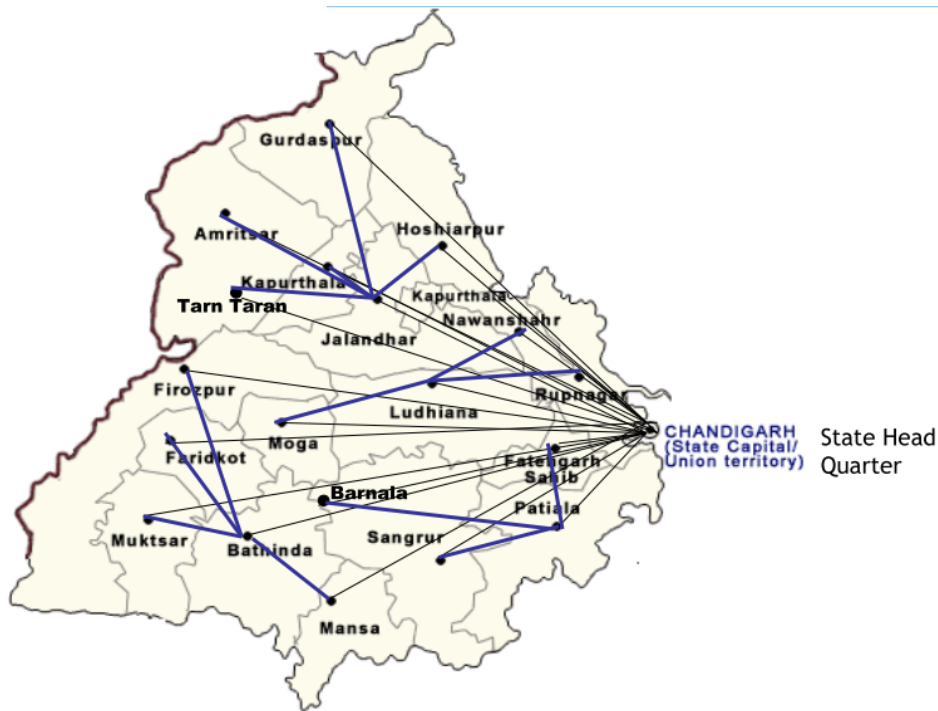 Gurdaspur
Hoshiarpur
Amritsar
Kapurthala
Kapurthala
Tarn Taran
Nawanshahr
Jalandhar
Firozpur
Rupnagar
Ludhiana
Moga
CHANDIGARH
(State Capital/
Union territory)
State Head
Quarter
Faridkot
Fatehgarh
Sahib
Barnala
Patiala
Muktsar
Bathinda
Sangrur
Mansa